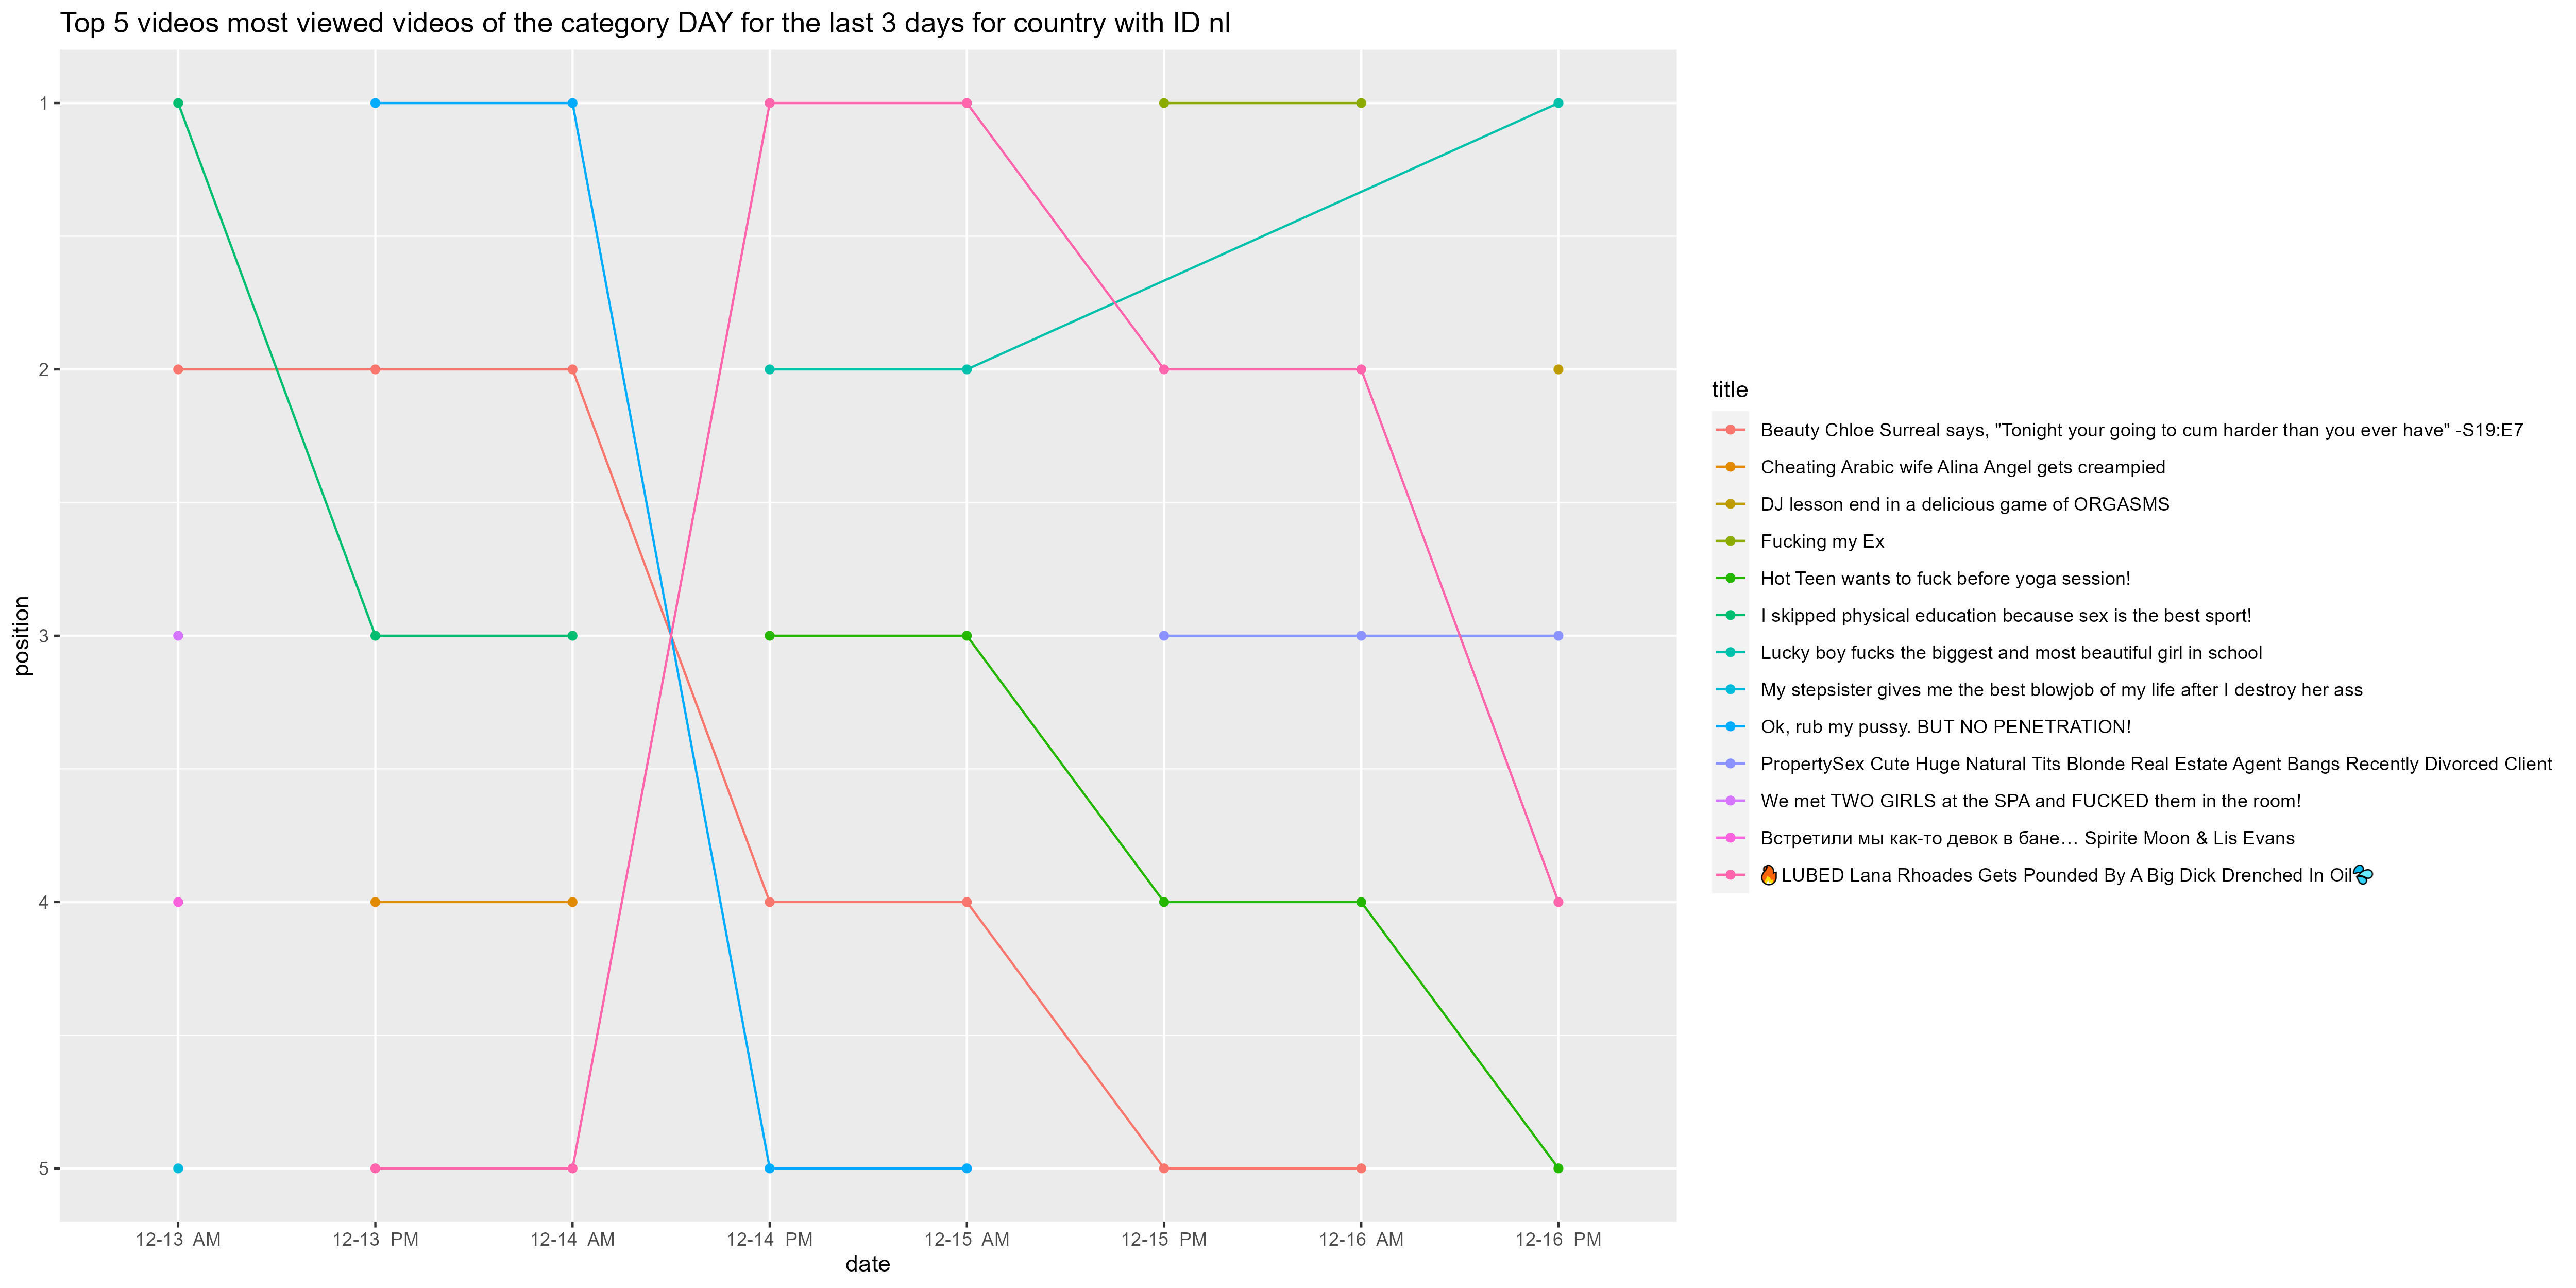 Top 5 videos most viewed videos of the category DAY for the last 3 days for country with ID nl
position
1
2
3
4
5
12-13 AM
12-13 PM
12-14 AM
12-14 PM
12-15 AM
12-15 PM
12-16 AM
12-16 PM
date
title
Beauty Chloe Surreal says, "Tonight your going to cum harder than you ever have" -S19:E7
Cheating Arabic wife Alina Angel gets creampied
DJ lesson end in a delicious game of ORGASMS
Fucking my Ex
Hot Teen wants to fuck before yoga session!
I skipped physical education because sex is the best sport!
Lucky boy fucks the biggest and most beautiful girl in school
My stepsister gives me the best blowjob of my life after I destroy her ass
Ok, rub my pussy. BUT NO PENETRATION!
PropertySex Cute Huge Natural Tits Blonde Real Estate Agent Bangs Recently Divorced Client
We met TWO GIRLS at the SPA and FUCKED them in the room!
Встретили мы как-то девок в бане… Spirite Moon & Lis Evans
🔥LUBED Lana Rhoades Gets Pounded By A Big Dick Drenched In Oil💦